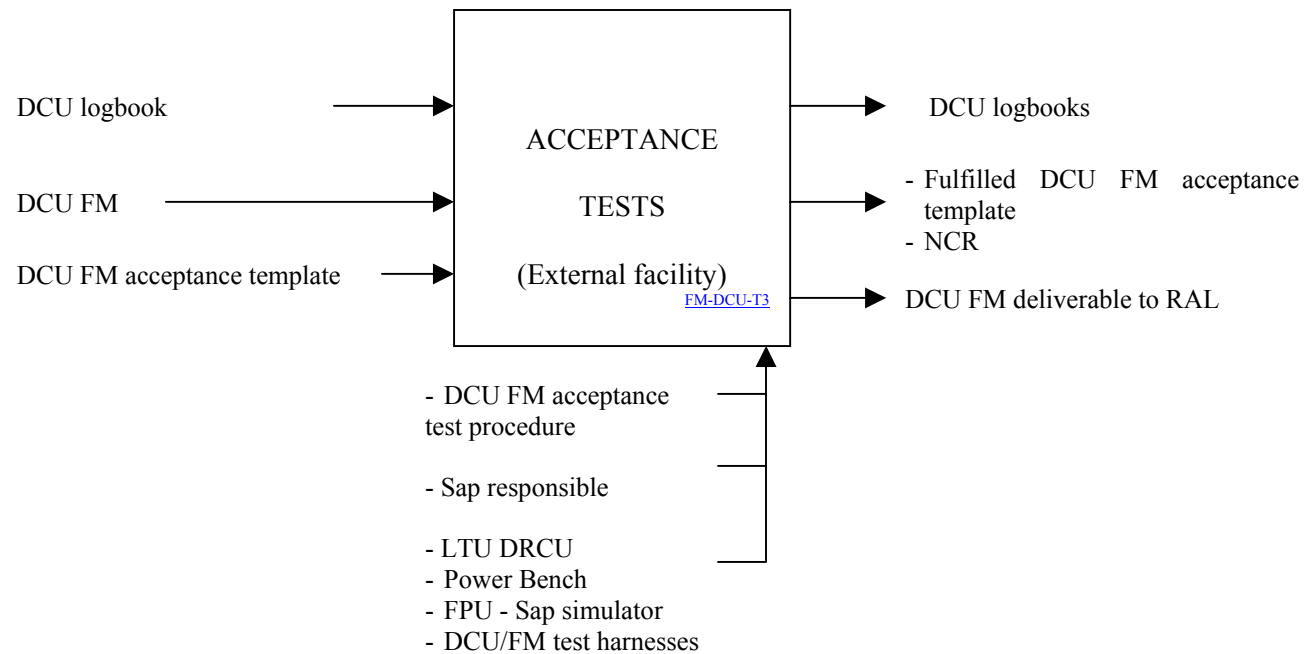 DCU logbook
DCU FM
DCU FM acceptance template
ACCEPTANCE
TESTS
(External facility)
FM-DCU-T3
DCU logbooks
- Fulfilled DCU FM acceptance
template
- NCR
DCU FM deliverable to RAL
- DCU FM acceptance
test procedure
- Sap responsible
- LTU DRCU
- Power Bench
- FPU - Sap simulator
- DCU/FM test harnesses